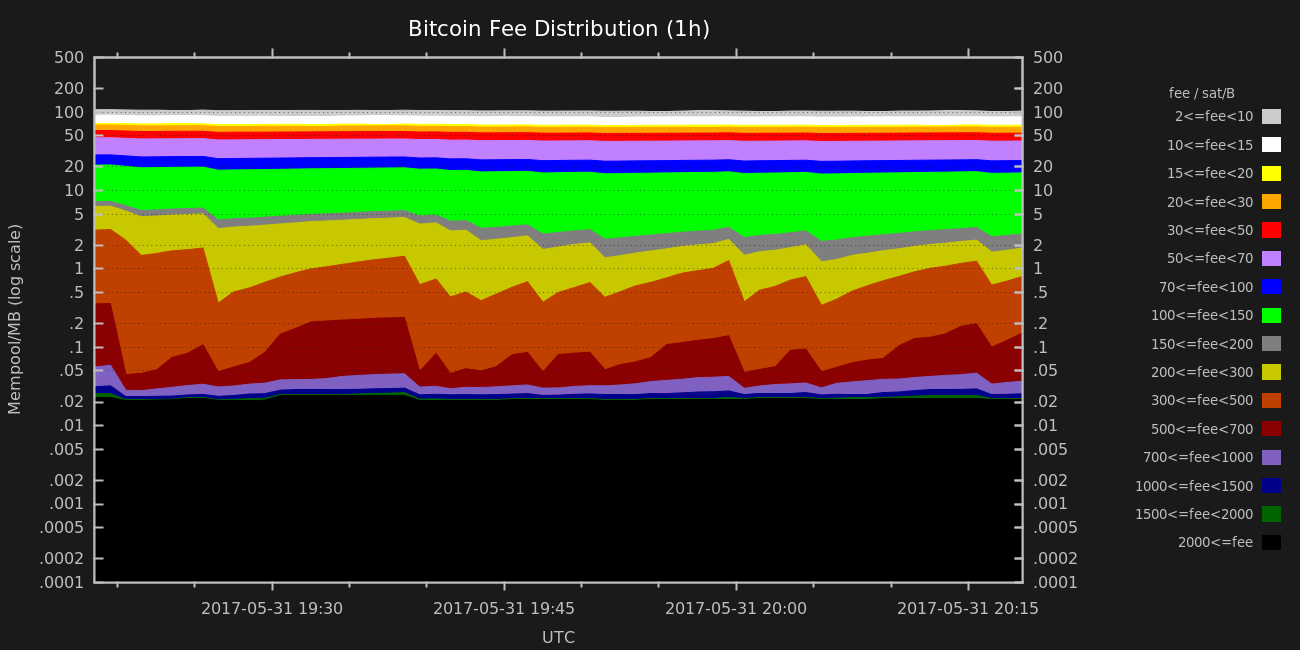 Bitcoin Fee Distribution (1h)
500 500
200 200
100 100
50 50
20 20
10 10
5 5
2 2
1 1
.5 .5
.2 .2
.1 .1
.05 .05
.02 .02
.01 .01
.005 .005
.002 .002
.001 .001
.0005 .0005
.0002 .0002
.0001 .0001
Mempool/MB (log scale)
2017-05-31 19:30 2017-05-31 19:45 2017-05-31 20:00 2017-05-31 20:15
UTC
fee / sat/B
2<=fee<10
10<=fee<15
15<=fee<20
20<=fee<30
30<=fee<50
50<=fee<70
70<=fee<100
100<=fee<150
150<=fee<200
200<=fee<300
300<=fee<500
500<=fee<700
700<=fee<1000
1000<=fee<1500
1500<=fee<2000
2000<=fee